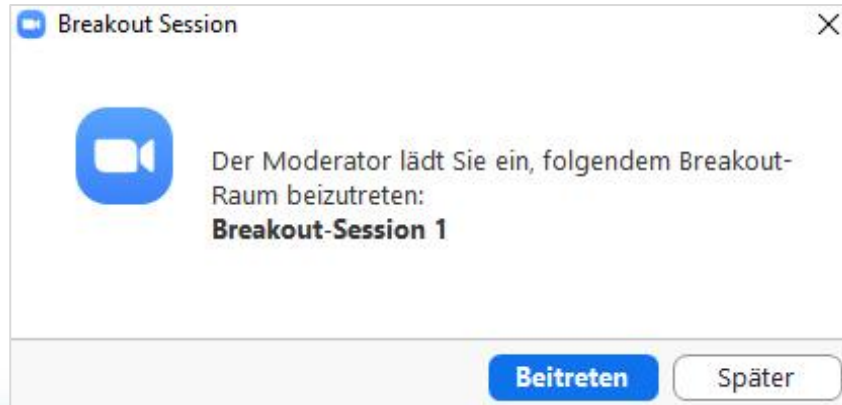 Breakout Session
Der Moderator lädt Sie ein, folgendem Breakout-
Raum beizutreten:
Breakout-Session 1
Beitreten
Später